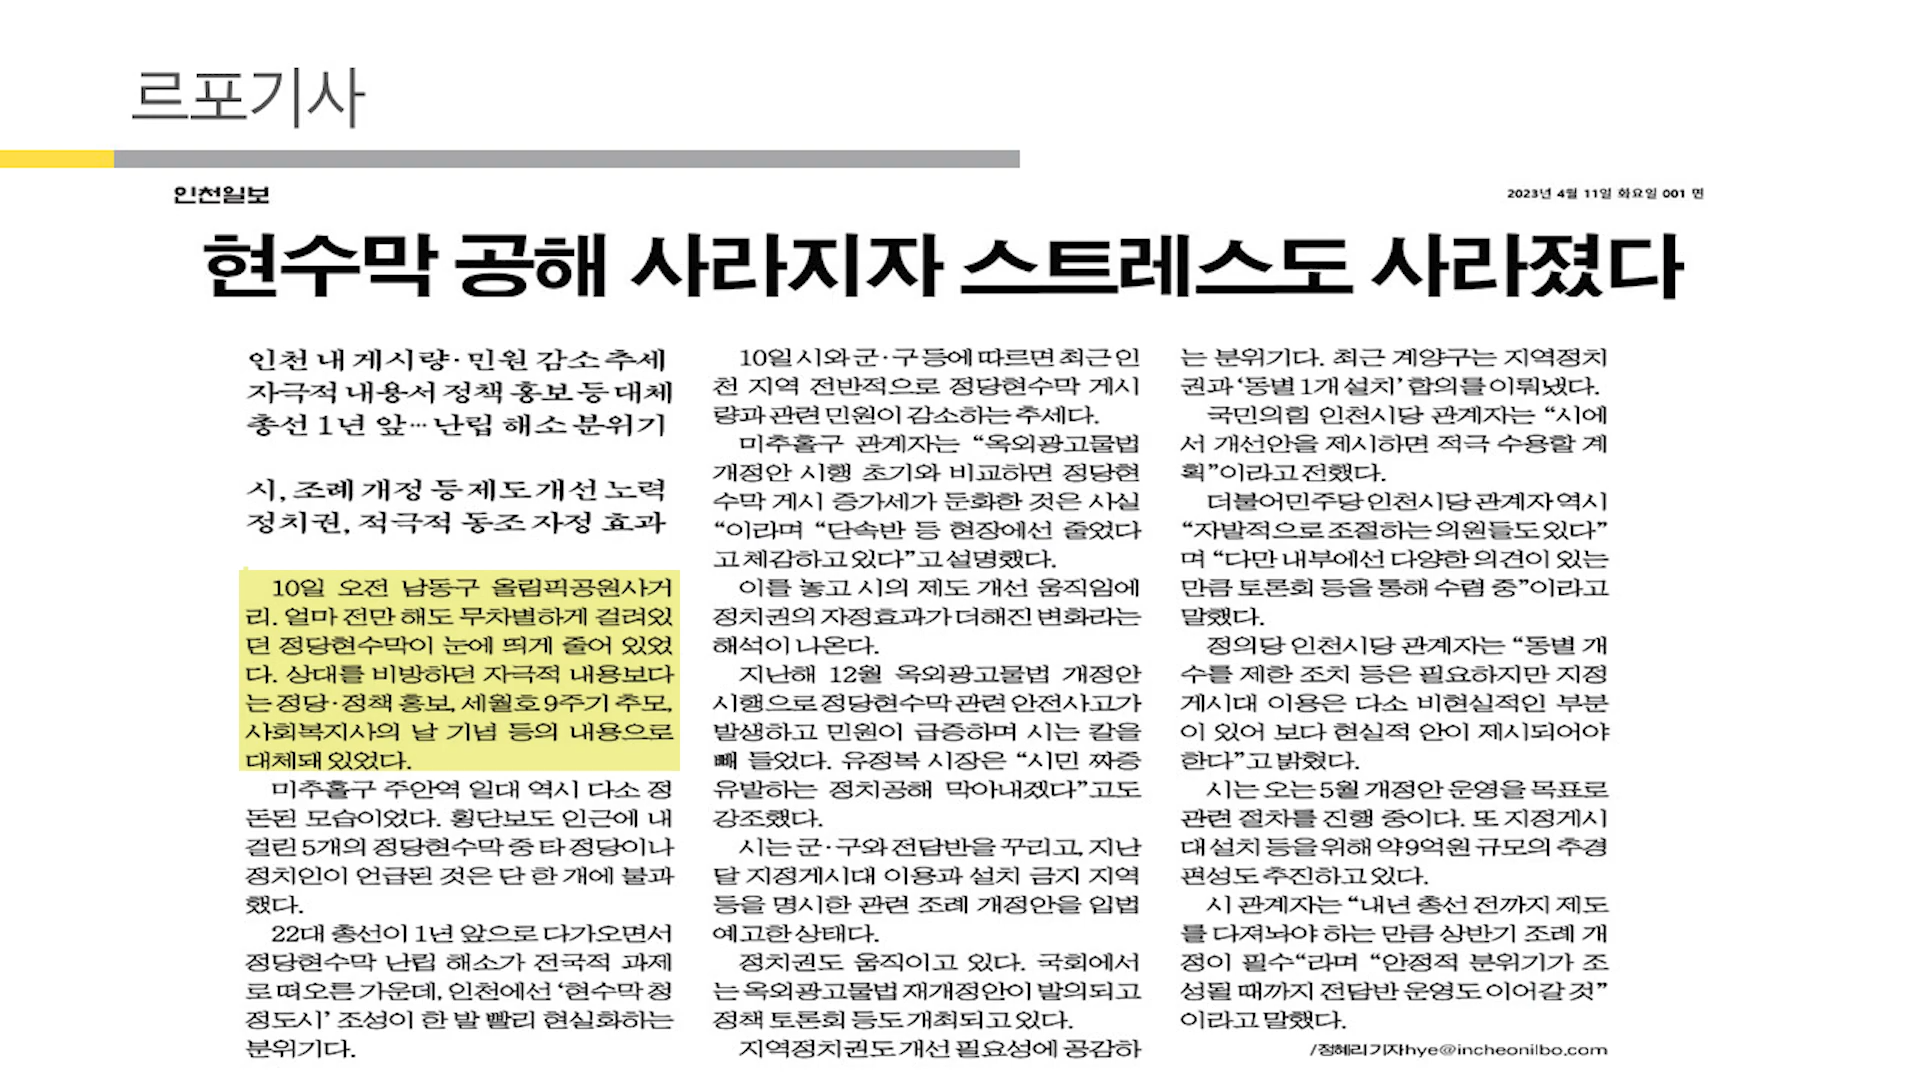 르포기사
인천일보
2023년 4월 11일 화요일 001 면
현수막 공해 사라지자 스트레스도 사라졌다
인천 내 게시량·민원 감소 추세
자극적 내용서 정책 홍보 등 대체
총선 1년 앞…난립 해소 분위기
시, 조례 개정 등 제도 개선 노력
정치권, 적극적 동조 자정 효과
10일 오전 남동구 올림픽공원사거
리. 얼마 전만 해도 무차별하게 걸려있
던 정당현수막이 눈에 띄게 줄어 있었
다. 상대를 비방하던 자극적 내용보다
는 정당·정책 홍보, 세월호 9주기 추모,
사회복지사의 날 기념 등의 내용으로
대체돼 있었다.
미추홀구 주안역 일대 역시 다소 정
돈된 모습이었다. 횡단보도 인근에 내
걸린 5개의 정당현수막 중 타 정당이나
정치인이 언급된 것은 단 한 개에 불과
했다.
22대 총선이 1년 앞으로 다가오면서
정당현수막 난립 해소가 전국적 과제
로 떠오른 가운데, 인천에선 ‘현수막 청
정도시’ 조성이 한 발 빨리 현실화하는
분위기다.
10일 시와 군·구 등에 따르면 최근 인
천 지역 전반적으로 정당현수막 게시
량과 관련 민원이 감소하는 추세다.
미추홀구 관계자는 “옥외광고물법
개정안 시행 초기와 비교하면 정당현
수막 게시 증가세가 둔화한 것은 사실
“이라며 “단속반 등 현장에선 줄었다
고 체감하고 있다”고 설명했다.
이를 놓고 시의 제도 개선 움직임에
정치권의 자정효과가 더해진 변화라는
해석이 나온다.
지난해 12월 옥외광고물법 개정안
시행으로 정당현수막 관련 안전사고가
발생하고 민원이 급증하며 시는 칼을
빼 들었다. 유정복 시장은 “시민 짜증
유발하는 정치공해 막아내겠다”고도
강조했다.
시는 군·구와 전담반을 꾸리고, 지난
달 지정게시대 이용과 설치 금지 지역
등을 명시한 관련 조례 개정안을 입법
예고한 상태다.
정치권도 움직이고 있다. 국회에서
는 옥외광고물법 재개정안이 발의되고
정책 토론회 등도 개최되고 있다.
지역정치권도 개선 필요성에 공감하
는 분위기다. 최근 계양구는 지역정치
권과 ‘동별 1개 설치’ 합의를 이뤄냈다.
국민의힘 인천시당 관계자는 “시에
서 개선안을 제시하면 적극 수용할 계
획”이라고 전했다.
더불어민주당 인천시당 관계자 역시
“자발적으로 조절하는 의원들도 있다”
며 “다만 내부에선 다양한 의견이 있는
만큼 토론회 등을 통해 수렴 중”이라고
말했다.
정의당 인천시당 관계자는 “동별 개
수를 제한 조치 등은 필요하지만 지정
게시대 이용은 다소 비현실적인 부분
이 있어 보다 현실적 안이 제시되어야
한다”고 밝혔다.
시는 오는 5월 개정안 운영을 목표로
관련 절차를 진행 중이다. 또 지정게시
대 설치 등을 위해 약 9억원 규모의 추경
편성도 추진하고 있다.
시 관계자는 “내년 총선 전까지 제도
를 다져놔야 하는 만큼 상반기 조례 개
정이 필수“라며 “안정적 분위기가 조
성될 때까지 전담반 운영도 이어갈 것”
이라고 말했다.
/정혜리기자hye@incheonilbo.com